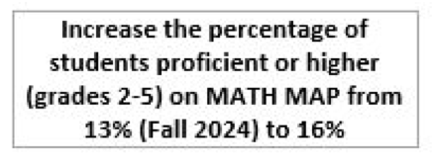 Increase the percentage of
students proficient or higher
(grades 2-5) on MATH MAP from
13% (Fall 2024) to 16%